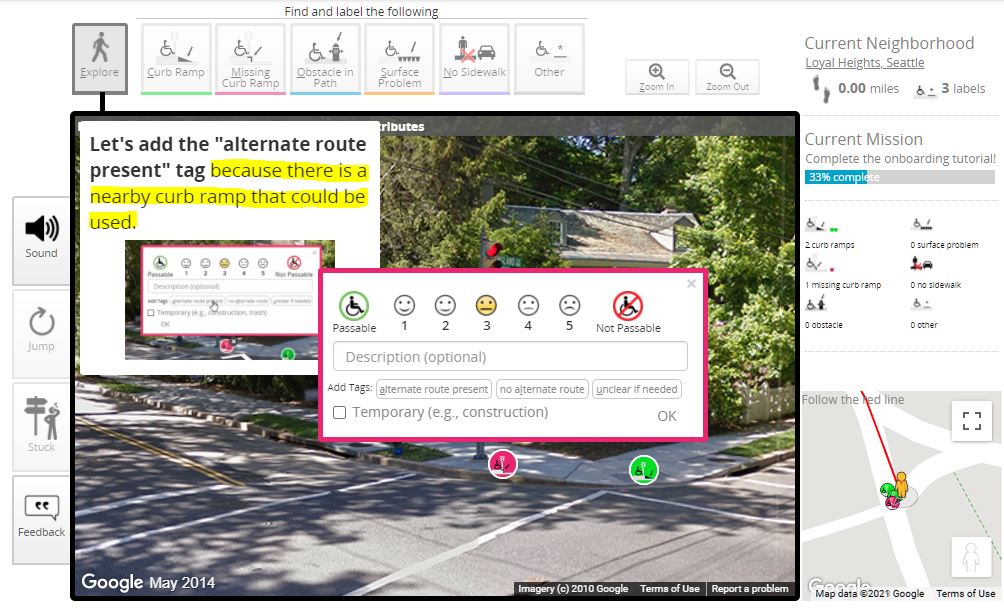 Find and label the following
Explore
Curb Ramp
Missing
Curb Ramp
Obstacle in
Path
Surface
Problem
No Sidewalk
Other
Zoom In
Zoom Out
Current Neighborhood
Loyal Heights, Seattle
0.00 miles
3 labels
Current Mission
Complete the onboarding tutorial!
33% complete
2 curb ramps
0 surface problem
1 missing curb ramp
0 no sidewalk
0 obstacle
0 other
Follow the red line
Sound
Jump
Stuck
Feedback
tributes
Let's add the "alternate route
present" tag because there is a
nearby curb ramp that could be
used.
Passable
1
2
3
4
5
Not Passable
Description (optional)
Add Tags: alternate route present no alternate route unclear if needed
Temporary (e.g., construction, trash)
OK
Passable
1
2
3
4
5
Not Passable
Description (optional)
Add Tags: alternate route present no alternate route unclear if needed
Temporary (e.g., construction)
OK
Google May 2014
Imagery (c) 2010 Google
Terms of Use
Report a problem
Google
Map data ©2021 Google
Terms of Use